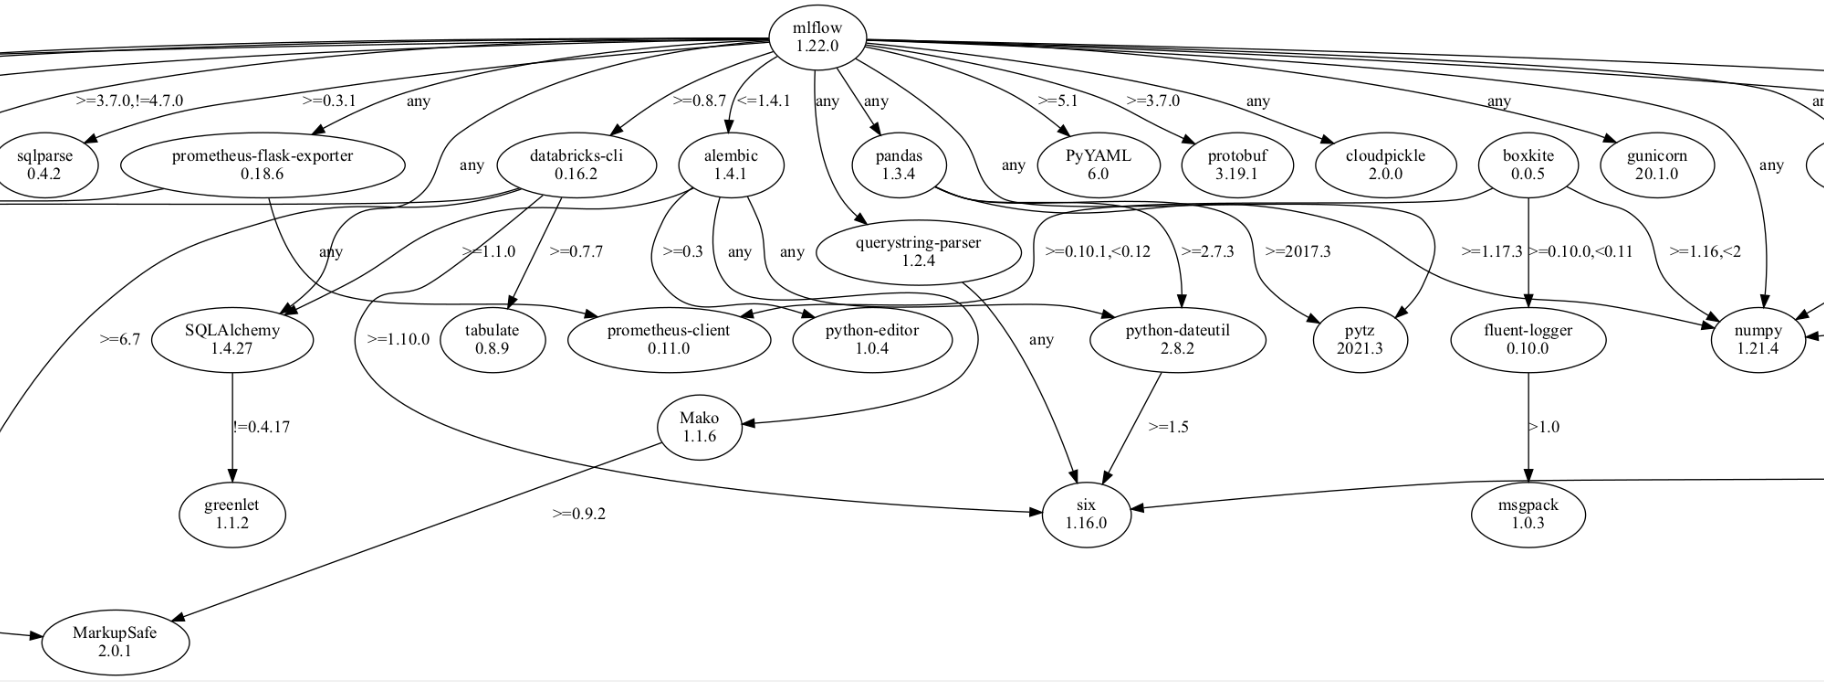 mlflow
1.22.0
>=3.7.0,!=4.7.0
>=0.3.1
any
>=0.8.7
<=1.4.1
any
any
>=5.1
>=3.7.0
any
any
sqlparse
0.4.2
prometheus-flask-exporter
0.18.6
any
databricks-cli
0.16.2
alembic
1.4.1
pandas
1.3.4
any
PyYAML
6.0
protobuf
3.19.1
cloudpickle
2.0.0
boxkite
0.0.5
gunicorn
20.1.0
any
any
>=1.1.0
>=0.7.7
>=0.3
any
any
querystring-parser
1.2.4
>=0.10.1,<0.12
>=2.7.3
>=2017.3
>=1.17.3
>=0.10.0,<0.11
>=1.16,<2
>=6.7
SQLAlchemy
1.4.27
>=1.10.0
tabulate
0.8.9
prometheus-client
0.11.0
python-editor
1.0.4
any
python-dateutil
2.8.2
pytz
2021.3
fluent-logger
0.10.0
numpy
1.21.4
!=0.4.17
Mako
1.1.6
>=1.5
>1.0
greenlet
1.1.2
>=0.9.2
six
1.16.0
msgpack
1.0.3
MarkupSafe
2.0.1